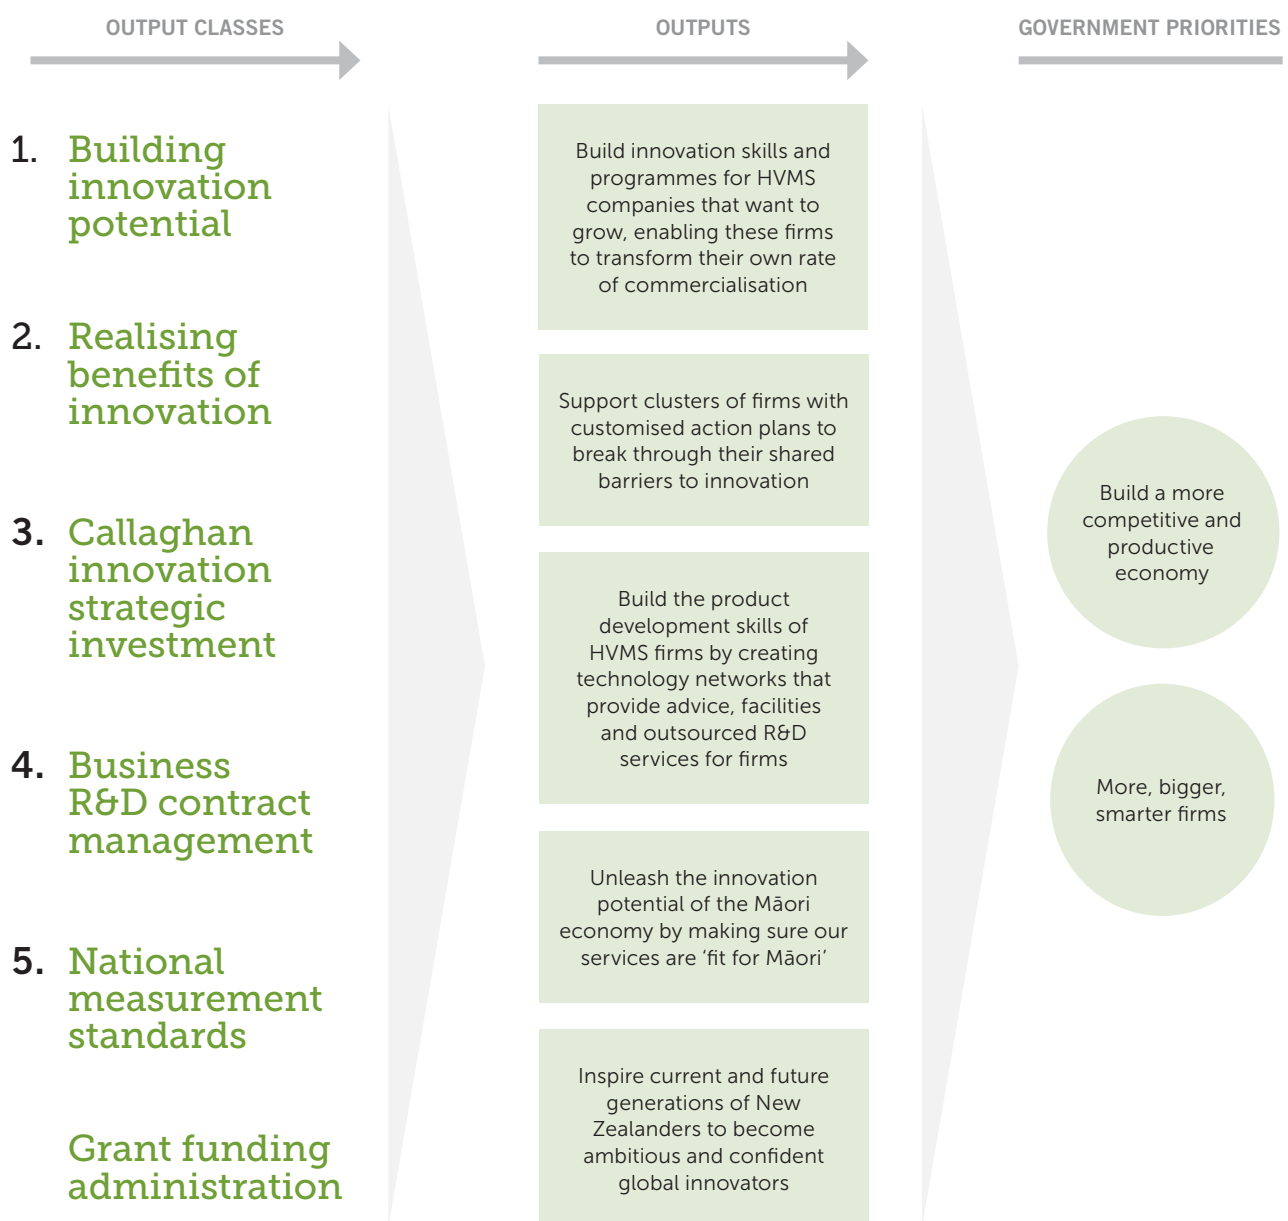 OUTPUT CLASSES
OUTPUTS
GOVERNMENT PRIORITIES
1. Building
innovation
potential
2. Realising
benefits of
innovation
3. Callaghan
innovation
strategic
investment
4. Business
R&D contract
management
5. National
measurement
standards
Grant funding
administration
Build innovation skills and
programmes for HVMS
companies that want to
grow, enabling these firms
to transform their own rate
of commercialisation
Support clusters of firms with
customised action plans to
break through their shared
barriers to innovation
Build the product
development skills of
HVMS firms by creating
technology networks that
provide advice, facilities
and outsourced R&D
services for firms
Unleash the innovation
potential of the Māori
economy by making sure our
services are ‘fit for Māori’
Inspire current and future
generations of New
Zealanders to become
ambitious and confident
global innovators
Build a more
competitive and
productive
economy
More, bigger,
smarter firms